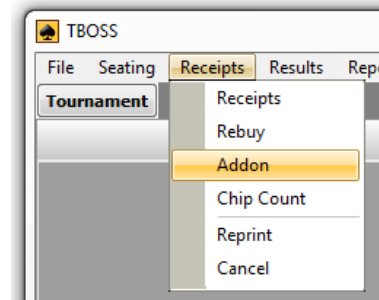 TBOSS
File Seating Receipts Results Rep
Tournament
Receipts
Rebuy
Addon
Chip Count
Reprint
Cancel